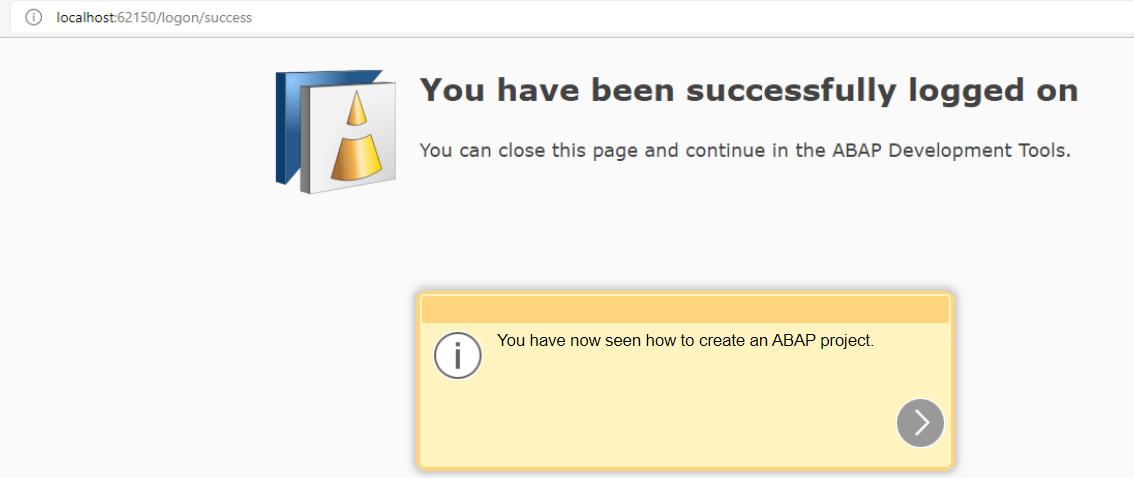 localhost:62150/logon/success
You have been successfully logged on
You can close this page and continue in the ABAP Development Tools.
You have now seen how to create an ABAP project.